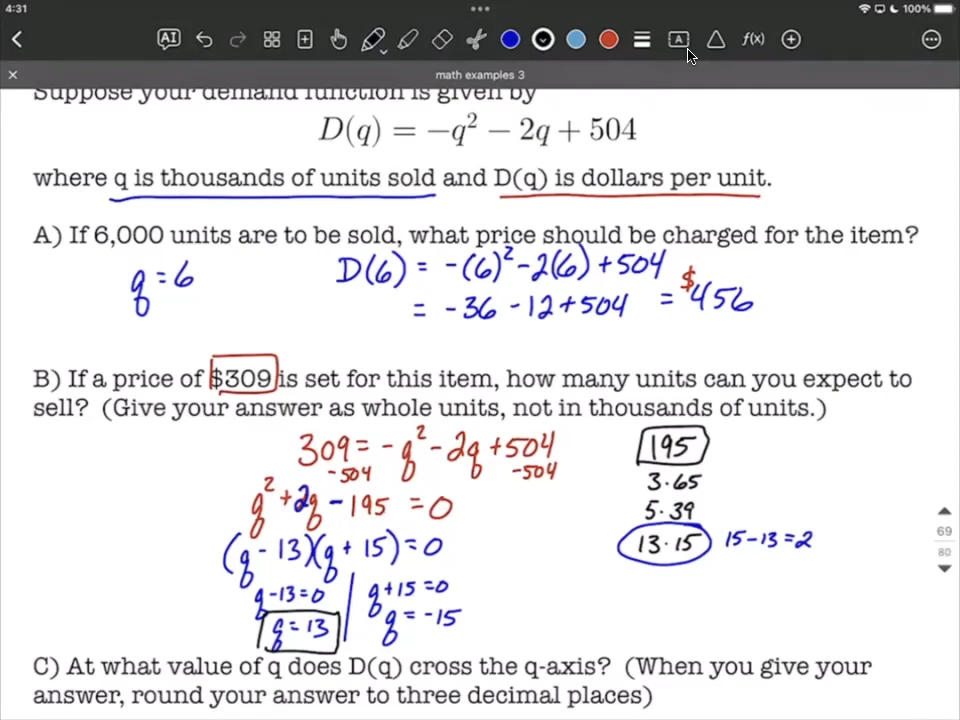 4:31
100%
AI
A
f(x)
math examples 3
Suppose your demand function is given by
D(q) = −q² − 2q + 504
where q is thousands of units sold and D(q) is dollars per unit.
A) If 6,000 units are to be sold, what price should be charged for the item?
q = 6
D(6) = -(6)² - 2(6) + 504
= -36 - 12 + 504 = $456
B) If a price of $309 is set for this item, how many units can you expect to
sell? (Give your answer as whole units, not in thousands of units.)
309 = -q² - 2q + 504
-504 -504
q² + 2q - 195 = 0
(q - 13)(q + 15) = 0
q - 13 = 0 | q + 15 = 0
q = 13 q = -15
195
3·65
5·39
13·15 15 - 13 = 2
69
80
C) At what value of q does D(q) cross the q-axis? (When you give your
answer, round your answer to three decimal places)